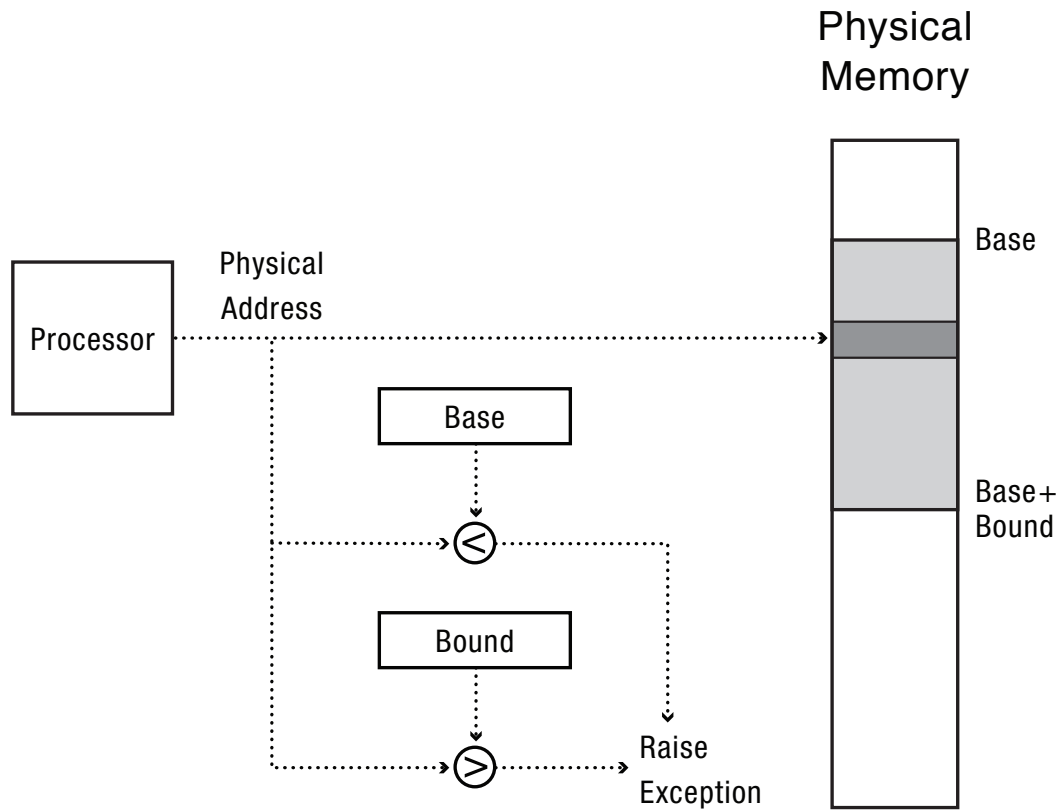 Physical
Memory
Base
Physical
Address
Processor
Base
Base+
Bound
<
Bound
>
Raise
Exception